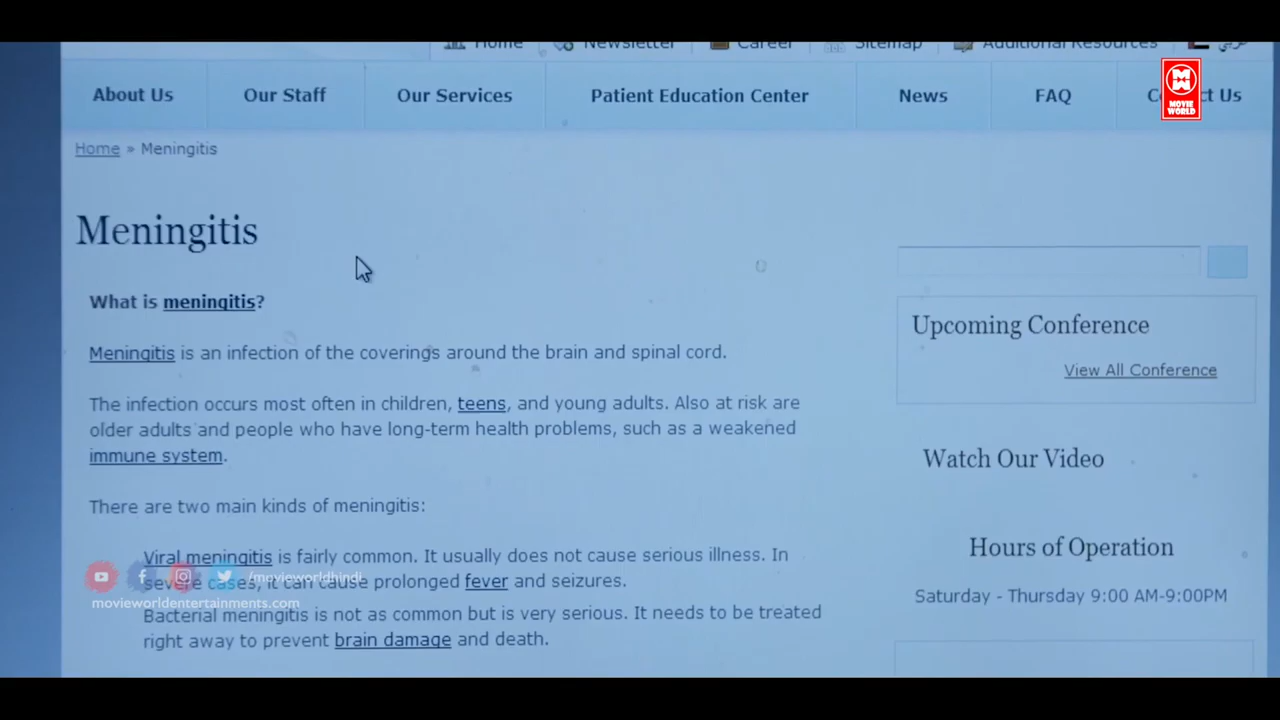 Home Newsletter Career Sitemap Additional Resources عربي
About Us Our Staff Our Services Patient Education Center News FAQ Us
MOVIE
WORLD
Home » Meningitis
Meningitis
What is meningitis?
Meningitis is an infection of the coverings around the brain and spinal cord.
The infection occurs most often in children, teens, and young adults. Also at risk are
older adults and people who have long-term health problems, such as a weakened
immune system.
There are two main kinds of meningitis:
Viral meningitis is fairly common. It usually does not cause serious illness. In
severe cases, it can cause prolonged fever and seizures.
Bacterial meningitis is not as common but is very serious. It needs to be treated
right away to prevent brain damage and death.
/movieworldhindi
movieworldentertainments.com
Upcoming Conference
View All Conference
Watch Our Video
Hours of Operation
Saturday - Thursday 9:00 AM-9:00PM